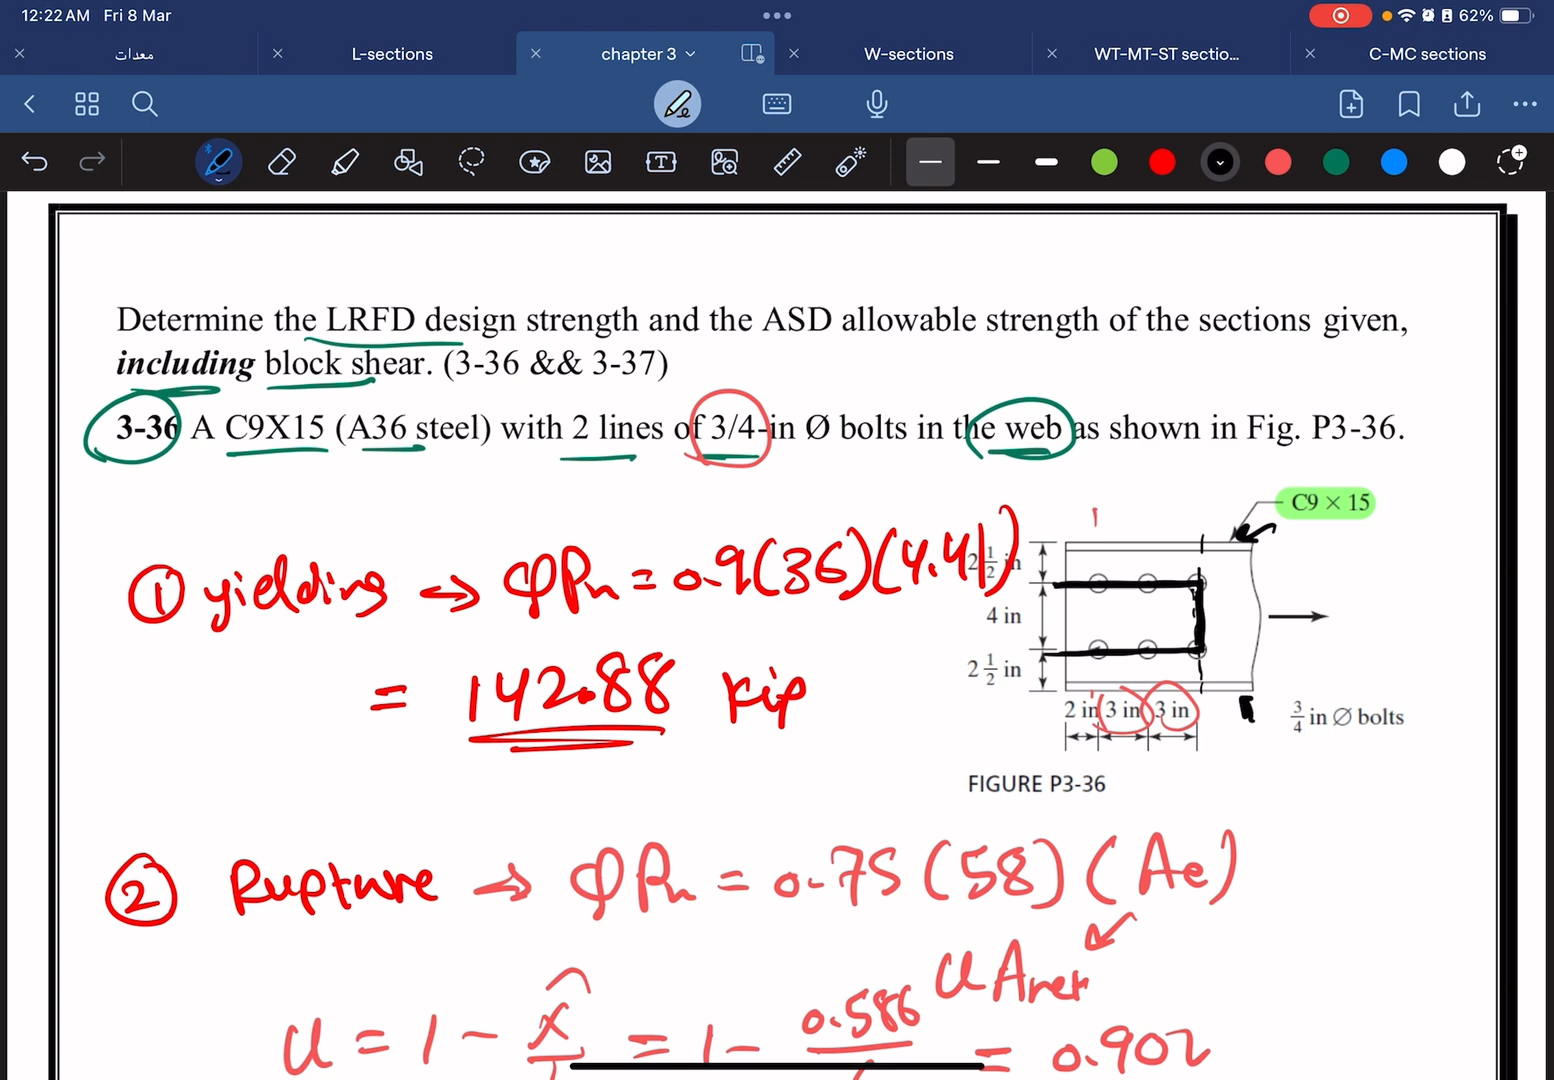 12:22 AM Fri 8 Mar
62%
معدات
L-sections
chapter 3
W-sections
WT-MT-ST sectio...
C-MC sections
Determine the LRFD design strength and the ASD allowable strength of the sections given,
including block shear. (3-36 && 3-37)
3-36 A C9X15 (A36 steel) with 2 lines of 3/4-in Ø bolts in the web as shown in Fig. P3-36.
C9 × 15
① yielding → φPn = 0.9(36)(4.41)
2 1/2 in
4 in
= 142.88 kip
2 1/2 in
2 in 3 in 3 in
3/4 in Ø bolts
FIGURE P3-36
② Rupture → φPn = 0.75 (58) (Ae)
U Anet
U = 1 - x̂ = 1 - 0.586 = 0.902